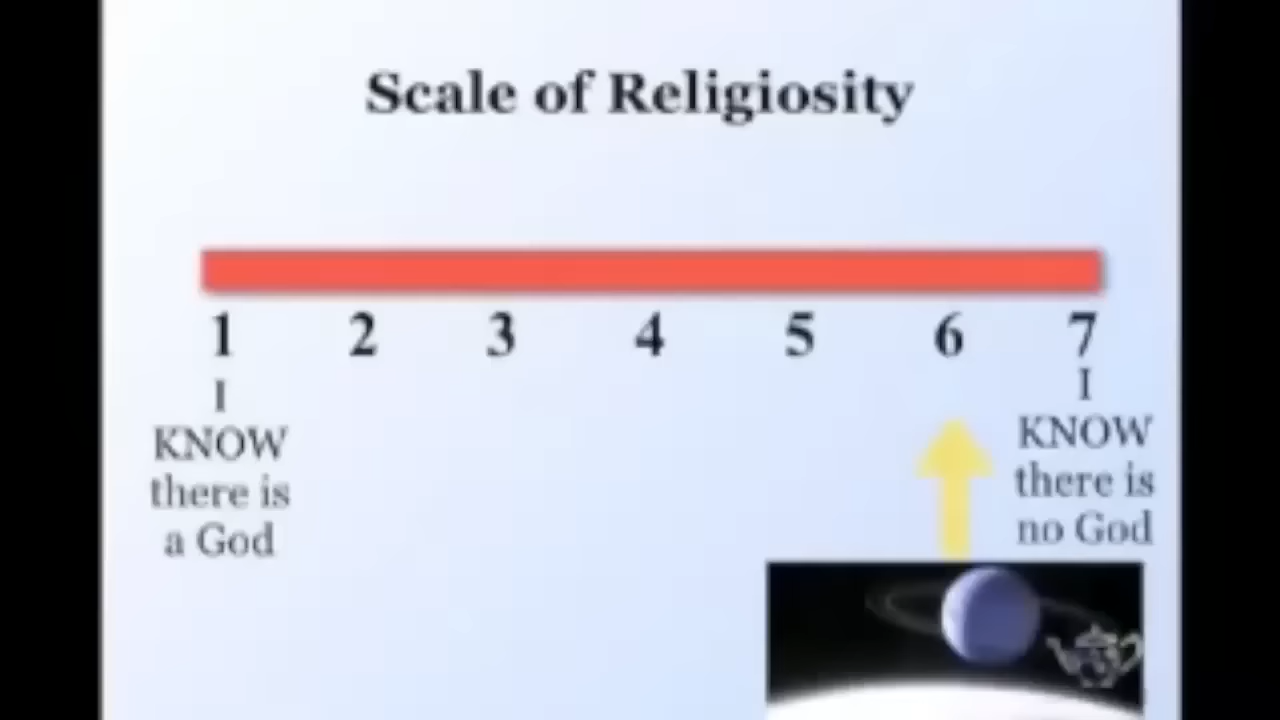 Scale of Religiosity
1 2 3 4 5 6 7
I
KNOW
there is
a God
I
KNOW
there is
no God